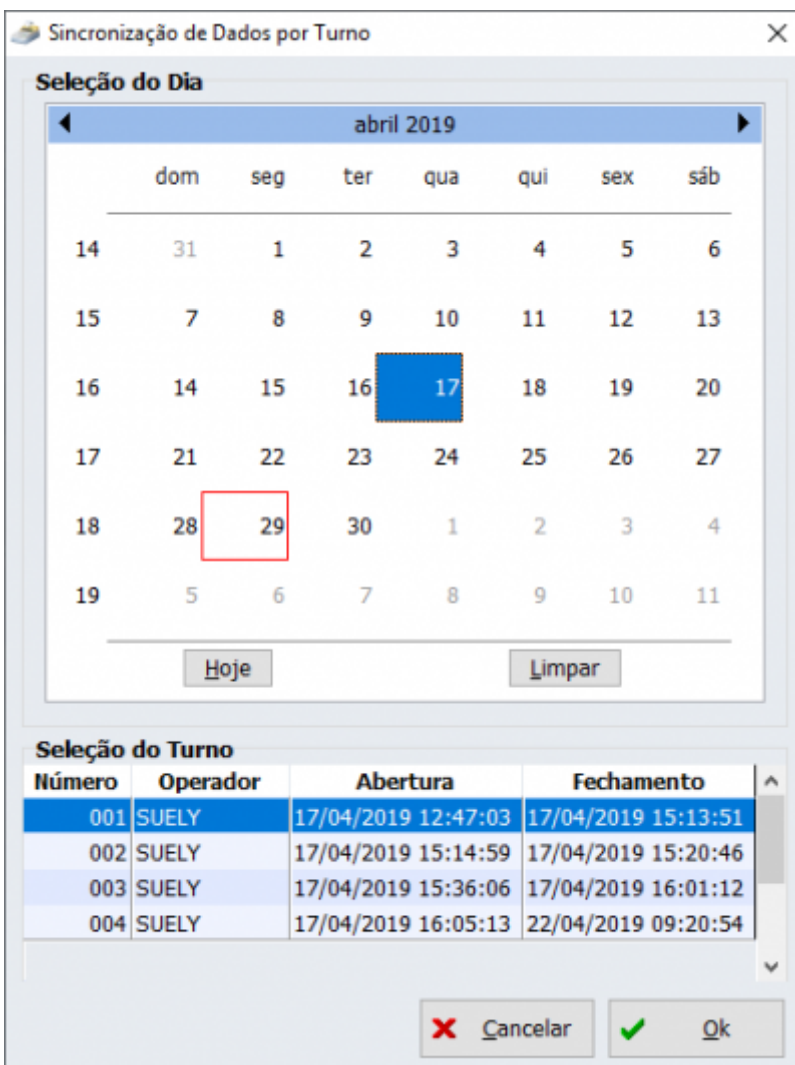 Sincronização de Dados por Turno
Seleção do Dia
abril 2019
dom seg ter qua qui sex sáb
14 31 1 2 3 4 5 6
15 7 8 9 10 11 12 13
16 14 15 16 17 18 19 20
17 21 22 23 24 25 26 27
18 28 29 30 1 2 3 4
19 5 6 7 8 9 10 11
Hoje Limpar
Seleção do Turno
Número Operador Abertura Fechamento
001 SUELY 17/04/2019 12:47:03 17/04/2019 15:13:51
002 SUELY 17/04/2019 15:14:59 17/04/2019 15:20:46
003 SUELY 17/04/2019 15:36:06 17/04/2019 16:01:12
004 SUELY 17/04/2019 16:05:13 22/04/2019 09:20:54
Cancelar Ok